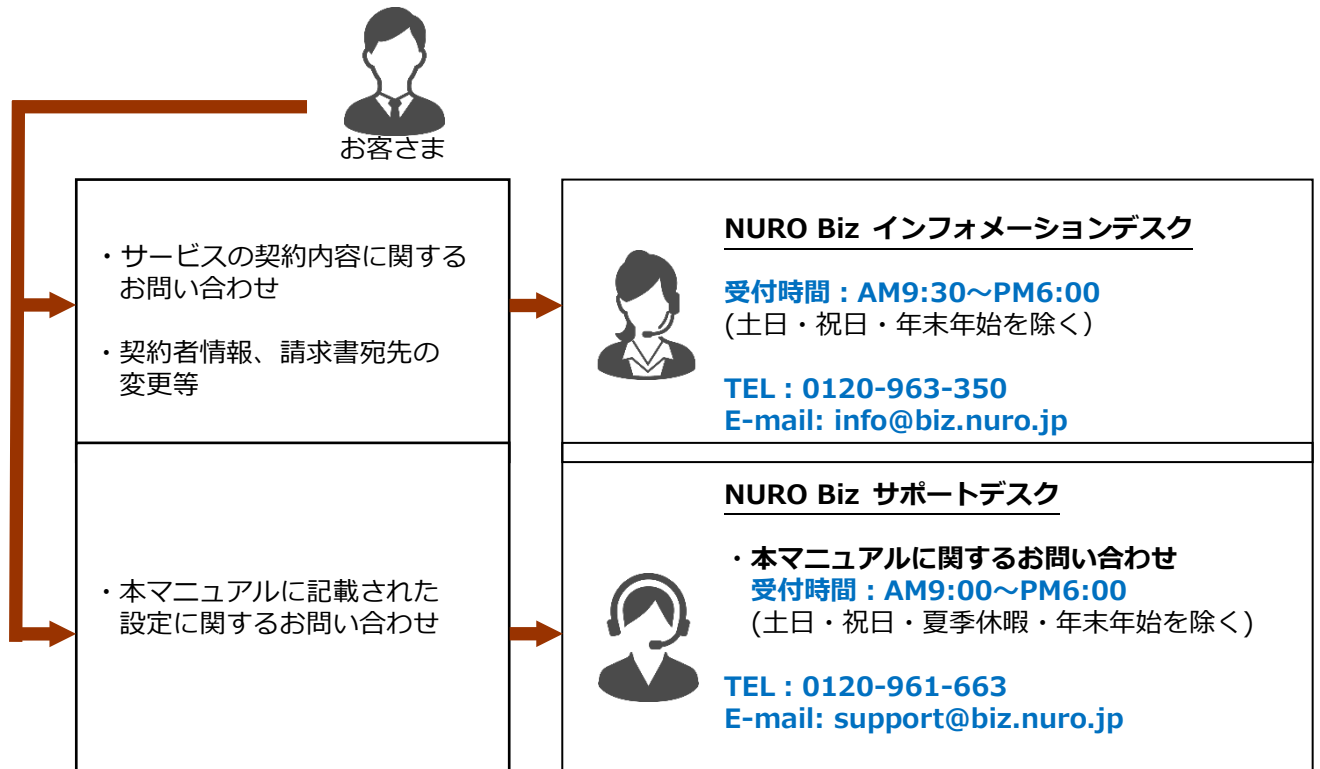 お客さま
・サービスの契約内容に関する
お問い合わせ
・契約者情報、請求書宛先の
変更等
NURO Biz インフォメーションデスク
受付時間：AM9:30～PM6:00
(土日・祝日・年末年始を除く）
TEL：0120-963-350
E-mail: info@biz.nuro.jp
・本マニュアルに記載された
設定に関するお問い合わせ
NURO Biz サポートデスク
・本マニュアルに関するお問い合わせ
受付時間：AM9:00～PM6:00
(土日・祝日・夏季休暇・年末年始を除く)
TEL：0120-961-663
E-mail: support@biz.nuro.jp